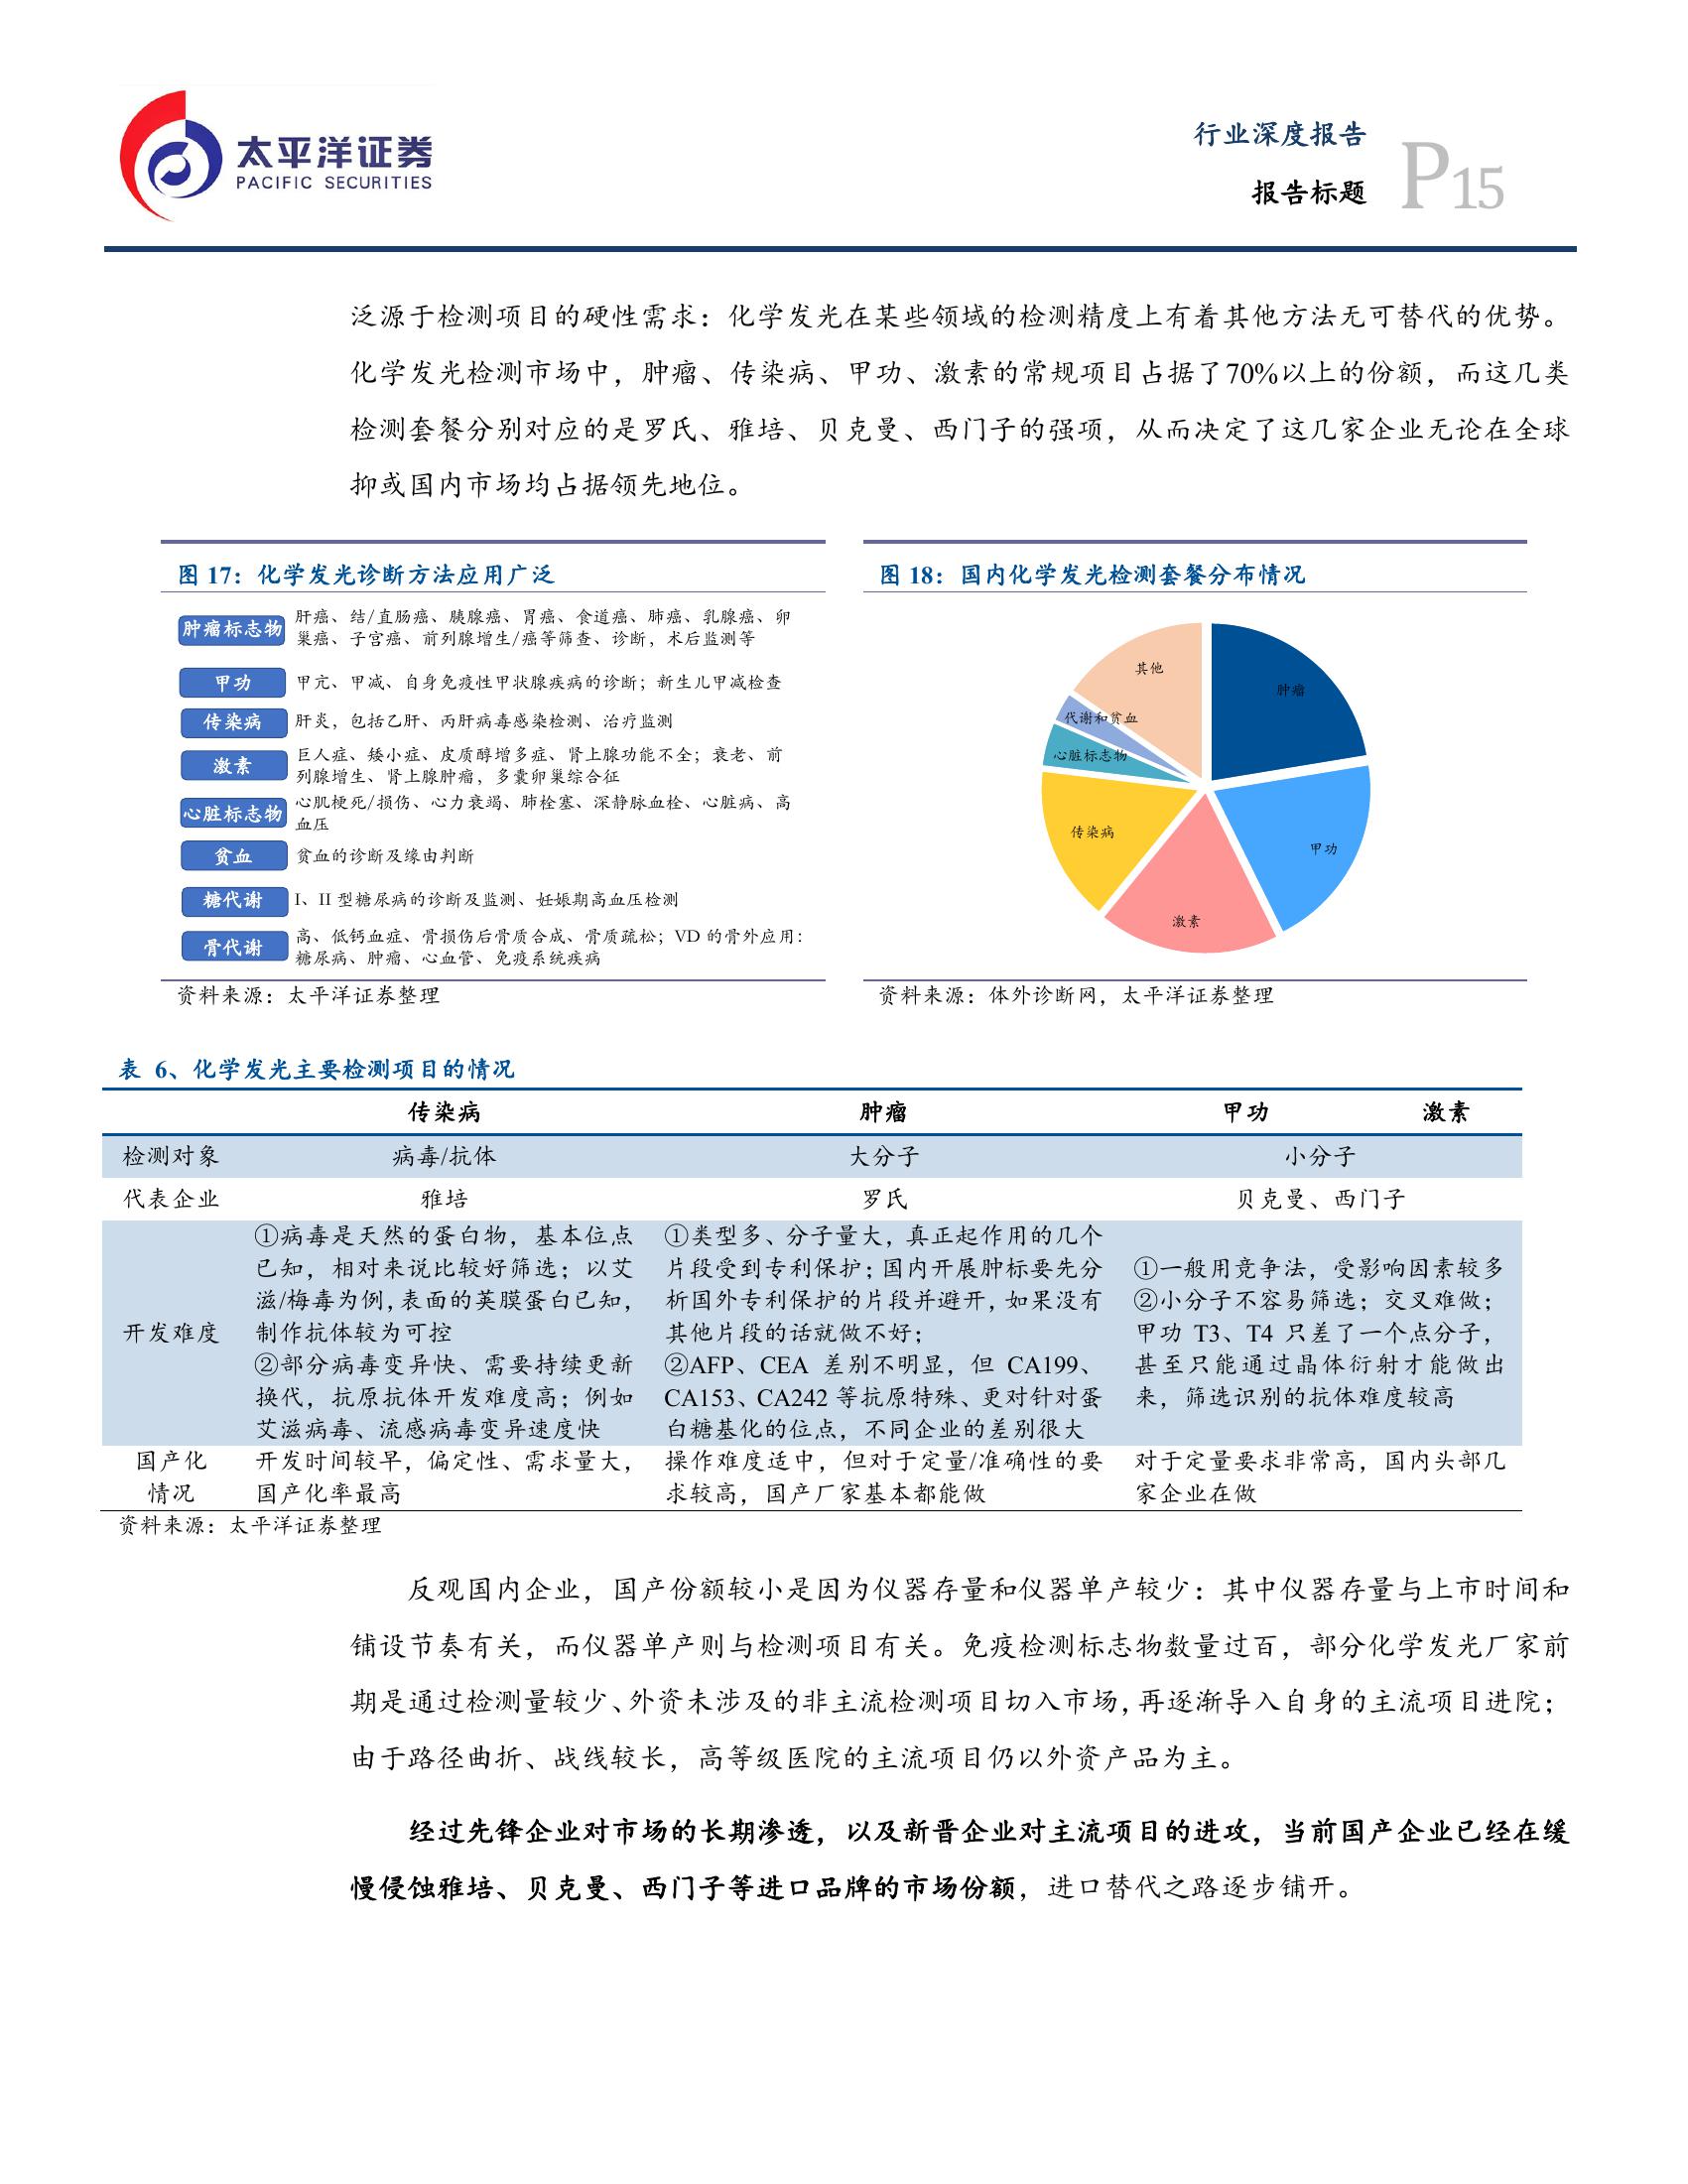 太平洋证券
PACIFIC SECURITIES
行业深度报告
报告标题
P15
泛源于检测项目的硬性需求：化学发光在某些领域的检测精度上有着其他方法无可替代的优势。
化学发光检测市场中，肿瘤、传染病、甲功、激素的常规项目占据了70%以上的份额，而这几类
检测套餐分别对应的是罗氏、雅培、贝克曼、西门子的强项，从而决定了这几家企业无论在全球
抑或国内市场均占据领先地位。
图 17：化学发光诊断方法应用广泛
肿瘤标志物
肝癌、结/直肠癌、胰腺癌、胃癌、食道癌、肺癌、乳腺癌、卵
巢癌、子宫癌、前列腺增生/癌等筛查、诊断，术后监测等
甲功
甲亢、甲减、自身免疫性甲状腺疾病的诊断；新生儿甲减检查
传染病
肝炎，包括乙肝、丙肝病毒感染检测、治疗监测
激素
巨人症、矮小症、皮质醇增多症、肾上腺功能不全；衰老、前
列腺增生、肾上腺肿瘤，多囊卵巢综合征
心脏标志物
心肌梗死/损伤、心力衰竭、肺栓塞、深静脉血栓、心脏病、高
血压
贫血
贫血的诊断及缘由判断
糖代谢
I、II 型糖尿病的诊断及监测、妊娠期高血压检测
骨代谢
高、低钙血症、骨损伤后骨质合成、骨质疏松；VD 的骨外应用：
糖尿病、肿瘤、心血管、免疫系统疾病
资料来源：太平洋证券整理
图 18：国内化学发光检测套餐分布情况
其他
肿瘤
代谢和贫血
心脏标志物
传染病
甲功
激素
资料来源：体外诊断网，太平洋证券整理
表 6、化学发光主要检测项目的情况
传染病 肿瘤 甲功 激素
检测对象 病毒/抗体 大分子 小分子
代表企业 雅培 罗氏 贝克曼、西门子
开发难度
①病毒是天然的蛋白物，基本位点
已知，相对来说比较好筛选；以艾
滋/梅毒为例，表面的荚膜蛋白已知，
制作抗体较为可控
②部分病毒变异快、需要持续更新
换代，抗原抗体开发难度高；例如
艾滋病毒、流感病毒变异速度快
①类型多、分子量大，真正起作用的几个
片段受到专利保护；国内开展肿标要先分
析国外专利保护的片段并避开，如果没有
其他片段的话就做不好；
②AFP、CEA 差别不明显，但 CA199、
CA153、CA242 等抗原特殊、更对针对蛋
白糖基化的位点，不同企业的差别很大
①一般用竞争法，受影响因素较多
②小分子不容易筛选；交叉难做；
甲功 T3、T4 只差了一个点分子，
甚至只能通过晶体衍射才能做出
来，筛选识别的抗体难度较高
国产化
情况
开发时间较早，偏定性、需求量大，
国产化率最高
操作难度适中，但对于定量/准确性的要
求较高，国产厂家基本都能做
对于定量要求非常高，国内头部几
家企业在做
资料来源：太平洋证券整理
反观国内企业，国产份额较小是因为仪器存量和仪器单产较少：其中仪器存量与上市时间和
铺设节奏有关，而仪器单产则与检测项目有关。免疫检测标志物数量过百，部分化学发光厂家前
期是通过检测量较少、外资未涉及的非主流检测项目切入市场，再逐渐导入自身的主流项目进院；
由于路径曲折、战线较长，高等级医院的主流项目仍以外资产品为主。
经过先锋企业对市场的长期渗透，以及新晋企业对主流项目的进攻，当前国产企业已经在缓
慢侵蚀雅培、贝克曼、西门子等进口品牌的市场份额，进口替代之路逐步铺开。